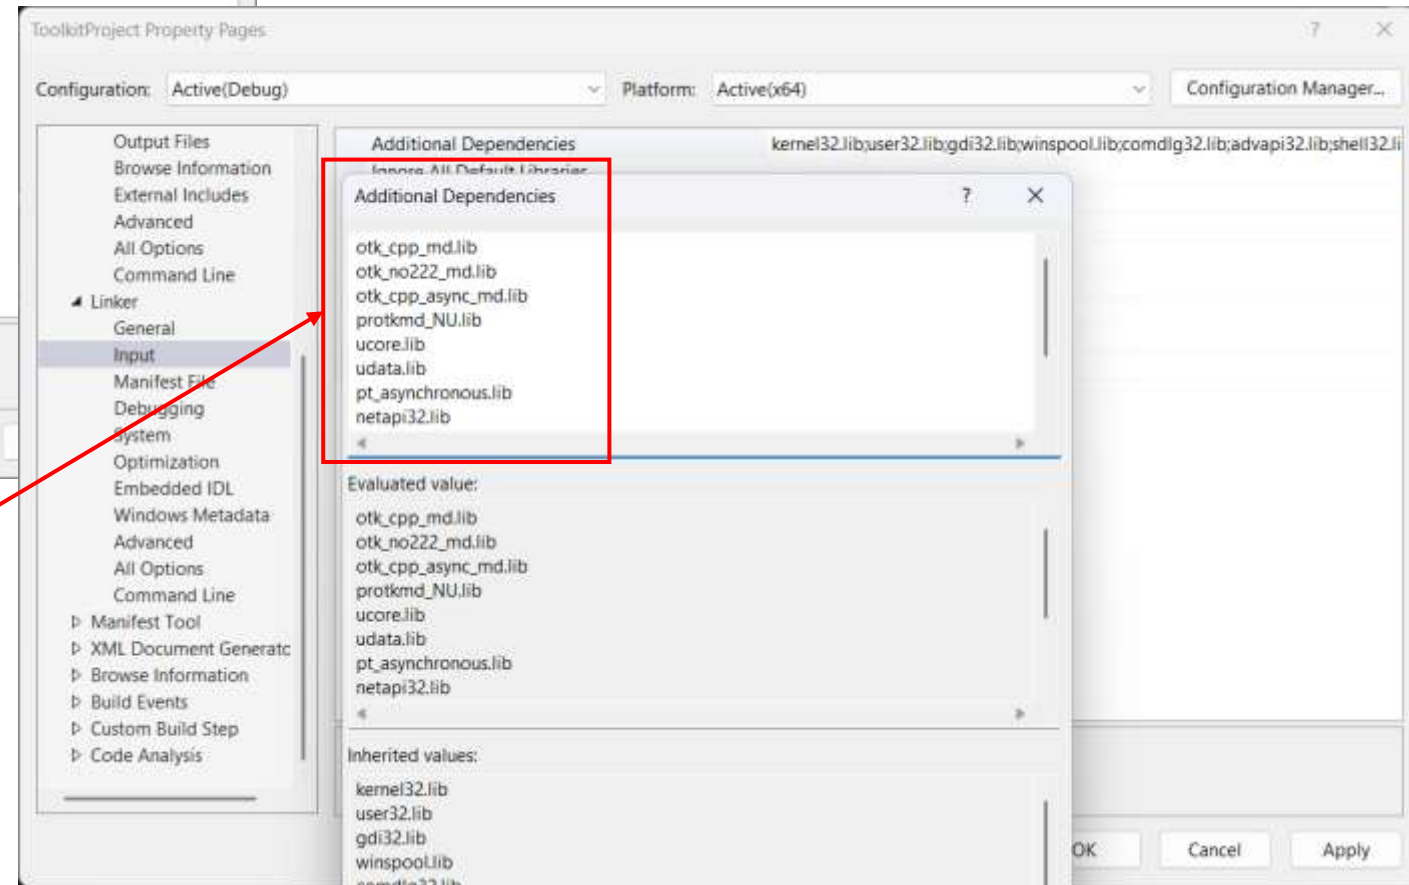 ToolkitProject Property Pages
? ×
Configuration: Active(Debug) Platform: Active(x64) Configuration Manager...
Output Files
Browse Information
External Includes
Advanced
All Options
Command Line
Linker
General
Input
Manifest File
Debugging
System
Optimization
Embedded IDL
Windows Metadata
Advanced
All Options
Command Line
Manifest Tool
XML Document Generatc
Browse Information
Build Events
Custom Build Step
Code Analysis
Additional Dependencies kernel32.lib;user32.lib;gdi32.lib;winspool.lib;comdlg32.lib;advapi32.lib;shell32.li
Ignore All Default Libraries
Additional Dependencies ? ×
otk_cpp_md.lib
otk_no222_md.lib
otk_cpp_async_md.lib
protkmd_NU.lib
ucore.lib
udata.lib
pt_asynchronous.lib
netapi32.lib
Evaluated value:
otk_cpp_md.lib
otk_no222_md.lib
otk_cpp_async_md.lib
protkmd_NU.lib
ucore.lib
udata.lib
pt_asynchronous.lib
netapi32.lib
Inherited values:
kernel32.lib
user32.lib
gdi32.lib
winspool.lib
comdlg32.lib
OK Cancel Apply